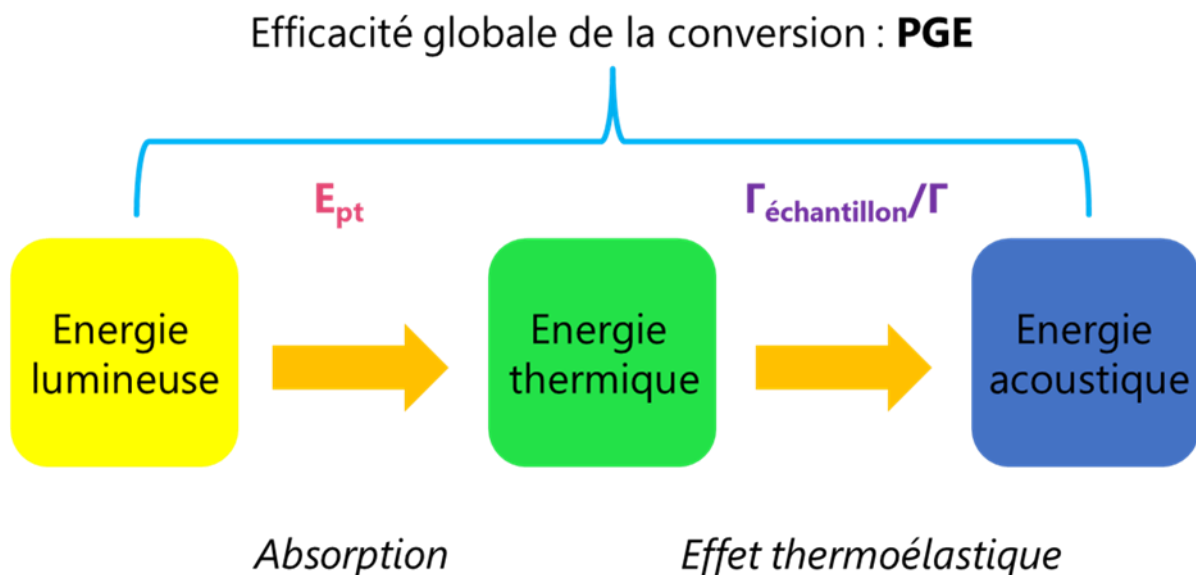 Efficacité globale de la conversion : PGE
Ept
Γéchantillon/Γ
Energie
lumineuse
Energie
thermique
Energie
acoustique
Absorption
Effet thermoélastique